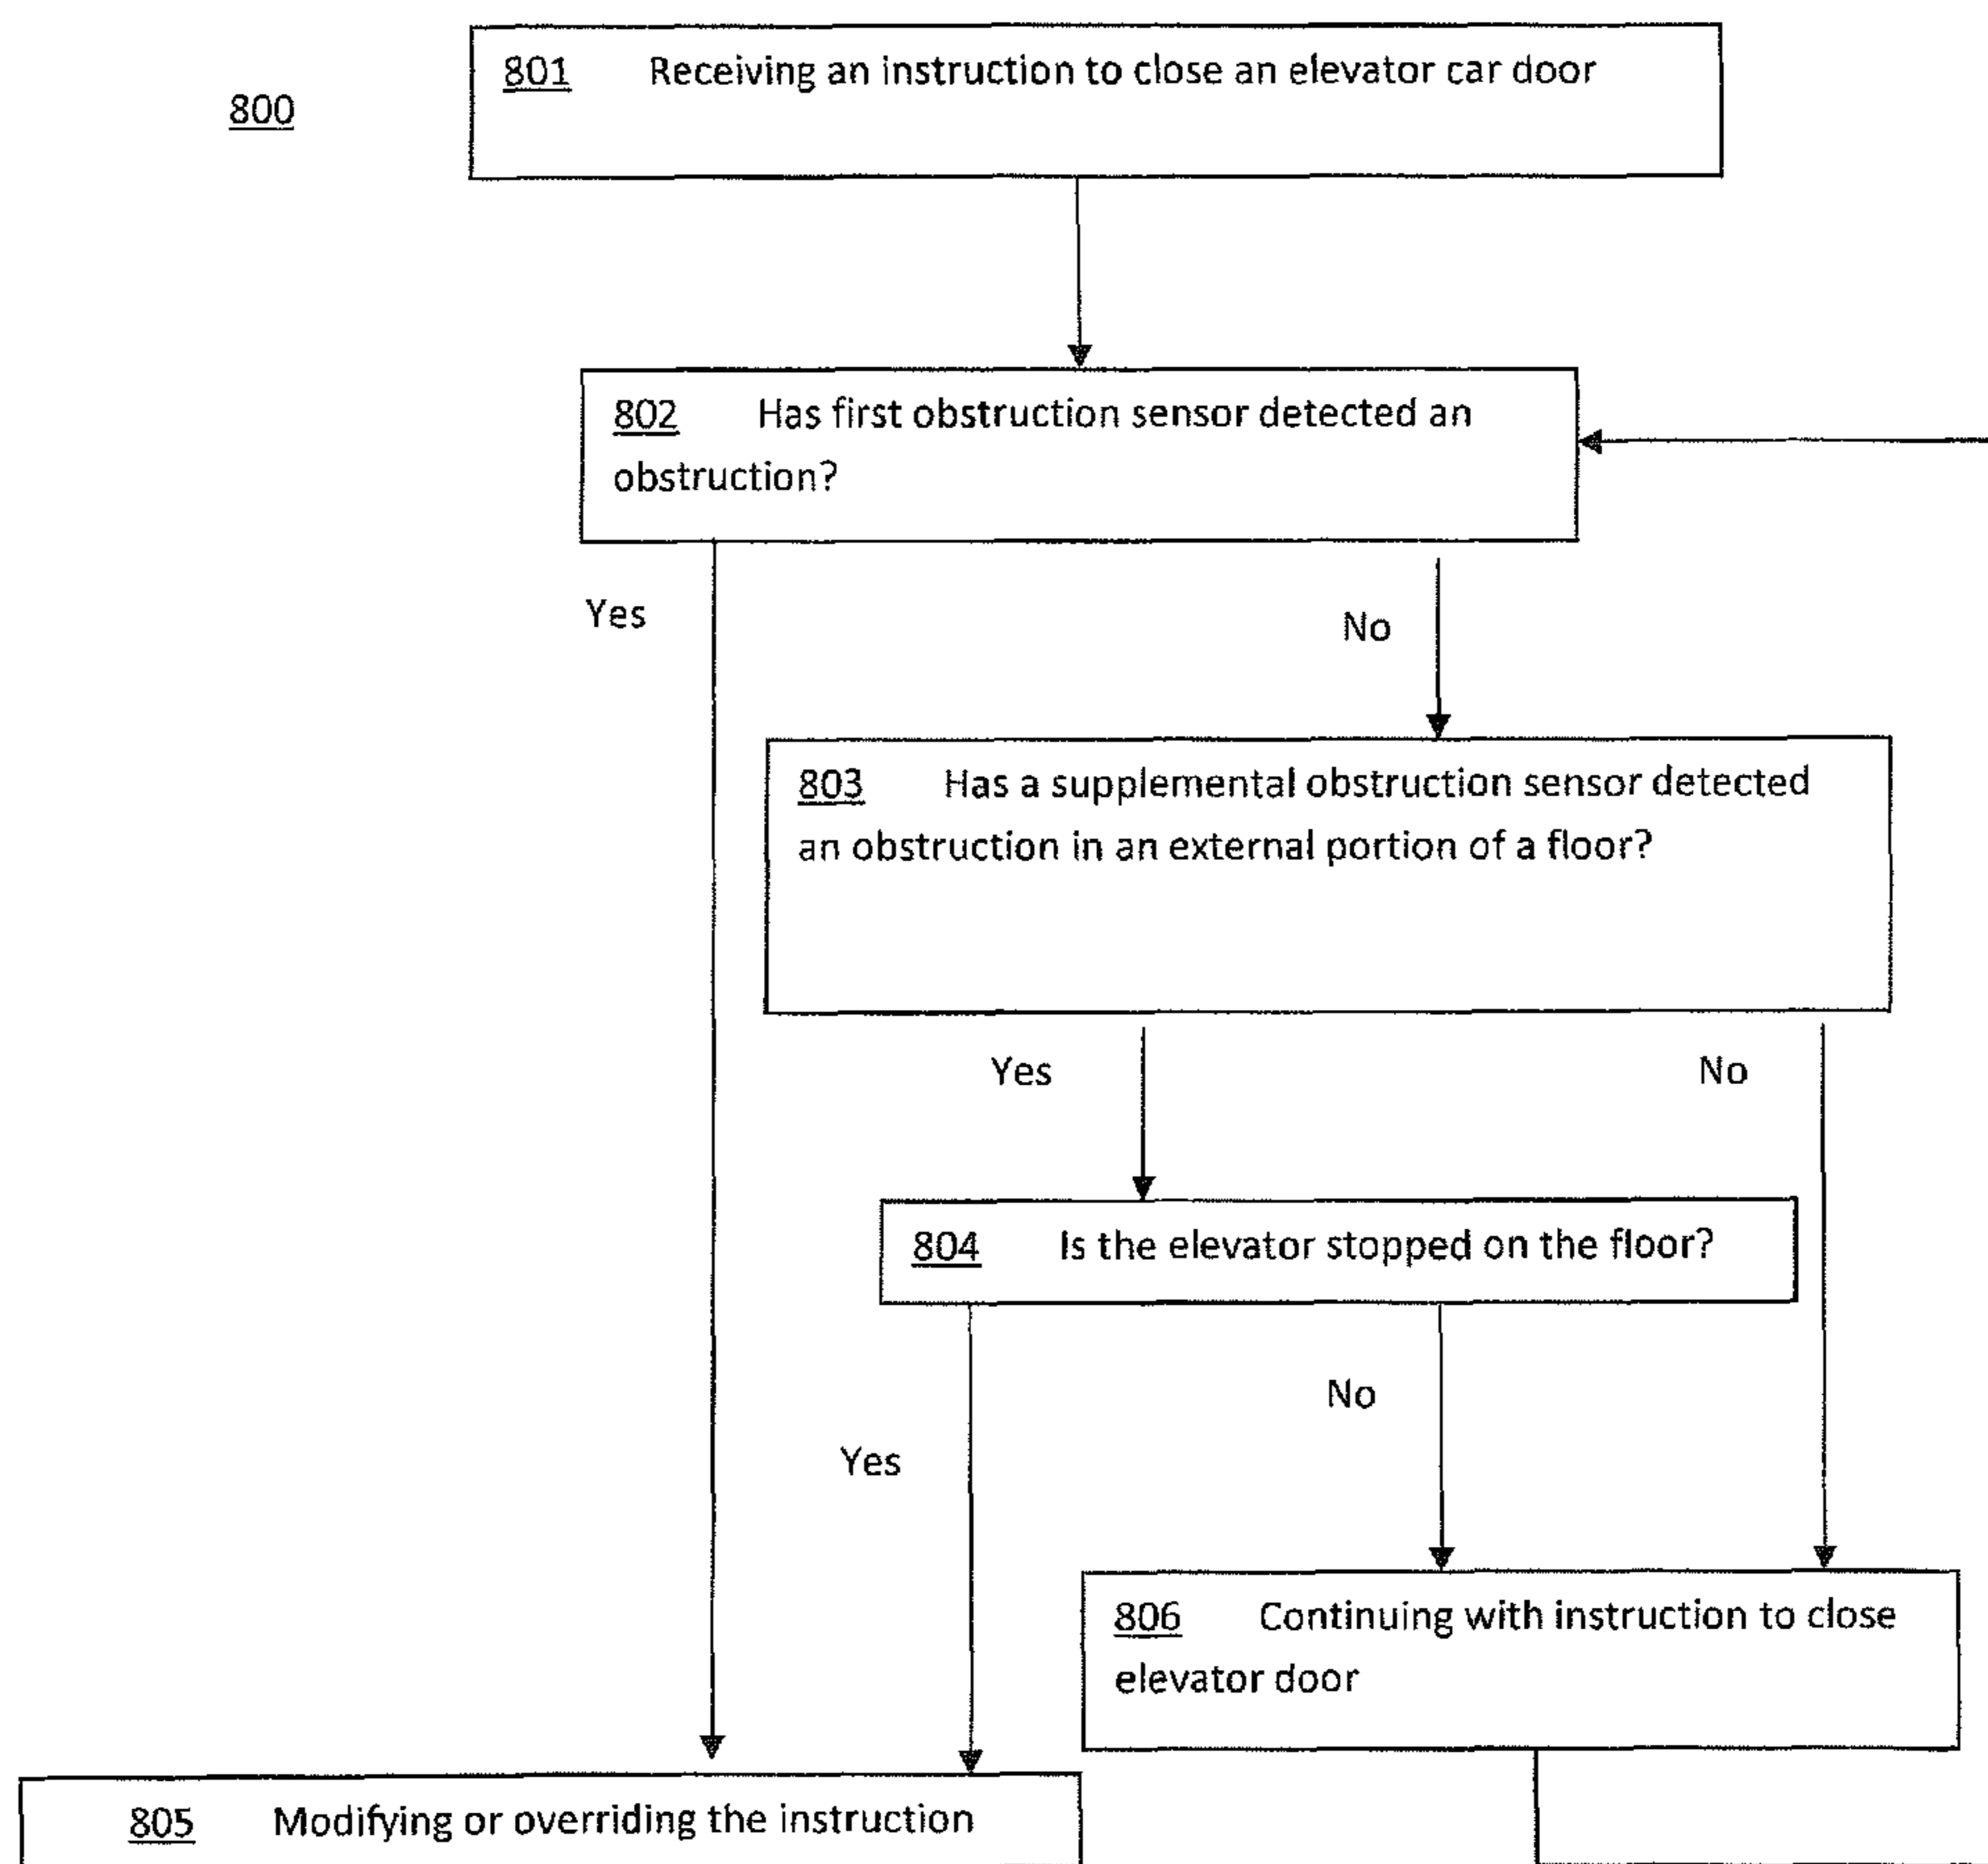 800
801 Receiving an instruction to close an elevator car door
802 Has first obstruction sensor detected an
obstruction?
Yes
No
803 Has a supplemental obstruction sensor detected
an obstruction in an external portion of a floor?
Yes
No
804 Is the elevator stopped on the floor?
No
Yes
806 Continuing with instruction to close
elevator door
805 Modifying or overriding the instruction